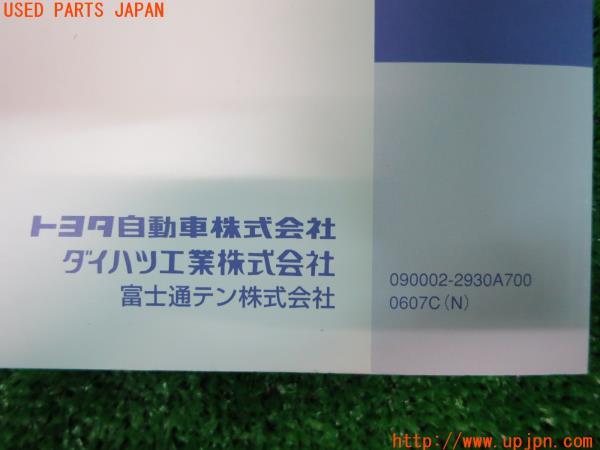 USED PARTS JAPAN
トヨタ自動車株式会社
ダイハツ工業株式会社
富士通テン株式会社
090002-2930A700
0607C(N)
http://www.upjpn.com